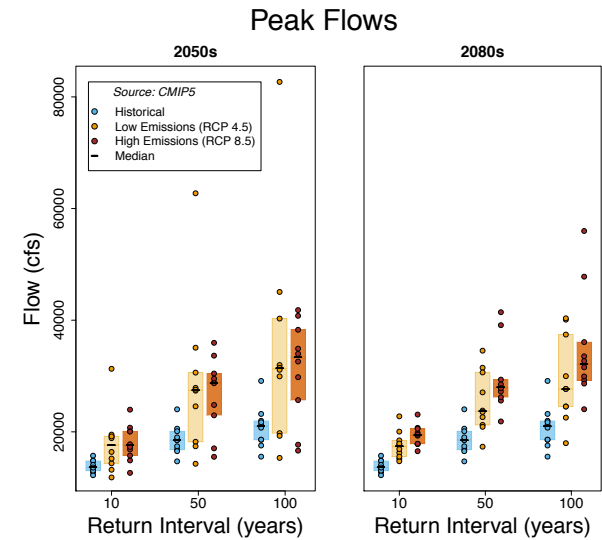 Peak Flows
2050s
2080s
Source: CMIP5
Historical
Low Emissions (RCP 4.5)
High Emissions (RCP 8.5)
Median
Flow (cfs)
80000
60000
40000
20000
10 50 100
10 50 100
Return Interval (years)
Return Interval (years)